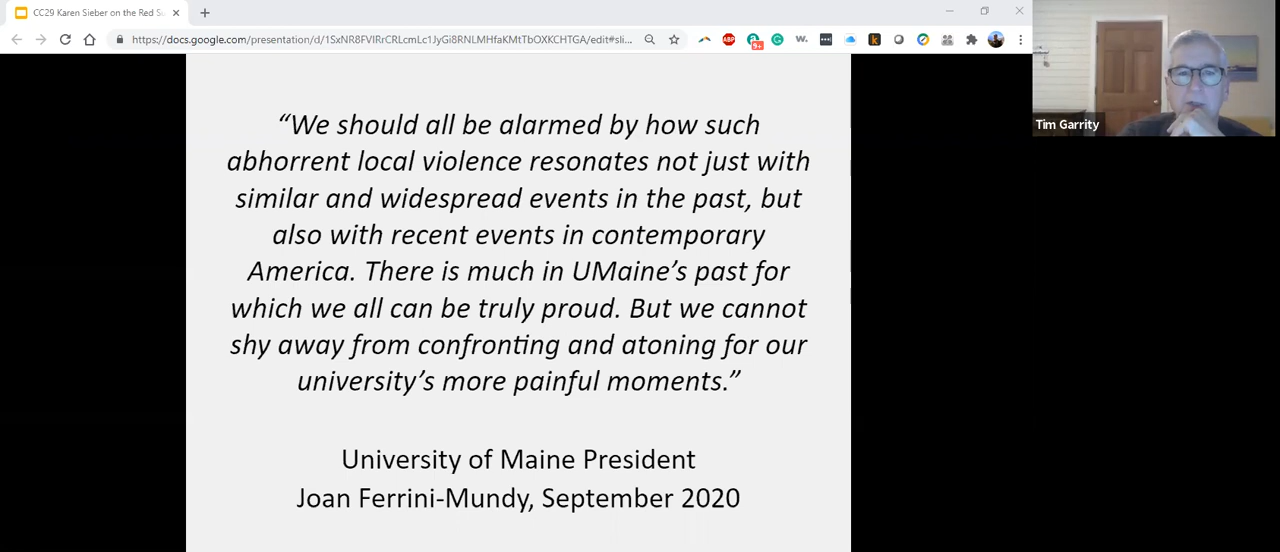 CC29 Karen Sieber on the Red S
https://docs.google.com/presentation/d/1SxNR8FVIRrCRLcmLc1JyGi8RNLMHfaKMtTbOXKCHTGA/edit#sli...
ABP
9+
w.
k
Tim Garrity
“We should all be alarmed by how such
abhorrent local violence resonates not just with
similar and widespread events in the past, but
also with recent events in contemporary
America. There is much in UMaine’s past for
which we all can be truly proud. But we cannot
shy away from confronting and atoning for our
university’s more painful moments.”
University of Maine President
Joan Ferrini-Mundy, September 2020